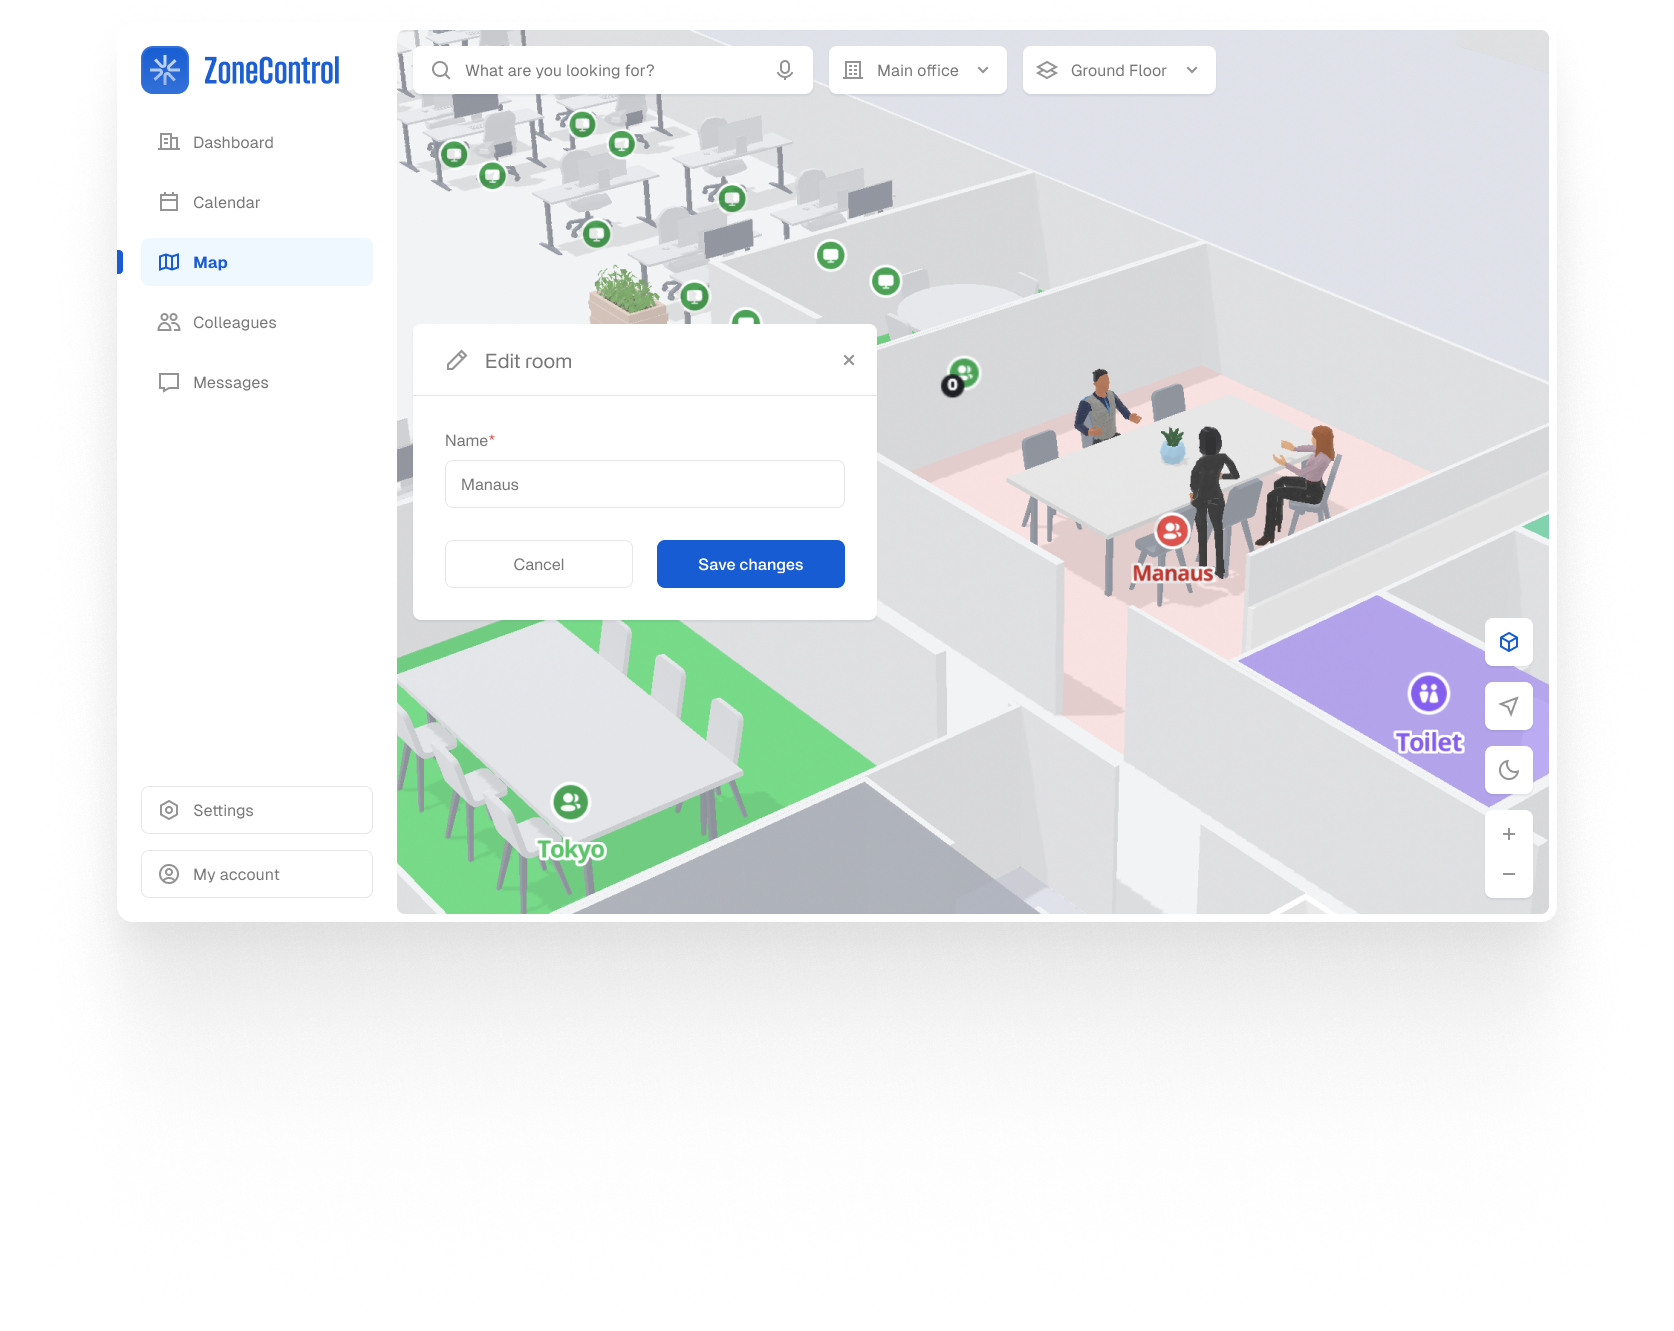 ZoneControl
What are you looking for?
Main office
Ground Floor
Dashboard
Calendar
Map
Colleagues
Messages
Edit room
Name*
Manaus
Cancel
Save changes
0
Manaus
Toilet
Tokyo
Settings
My account